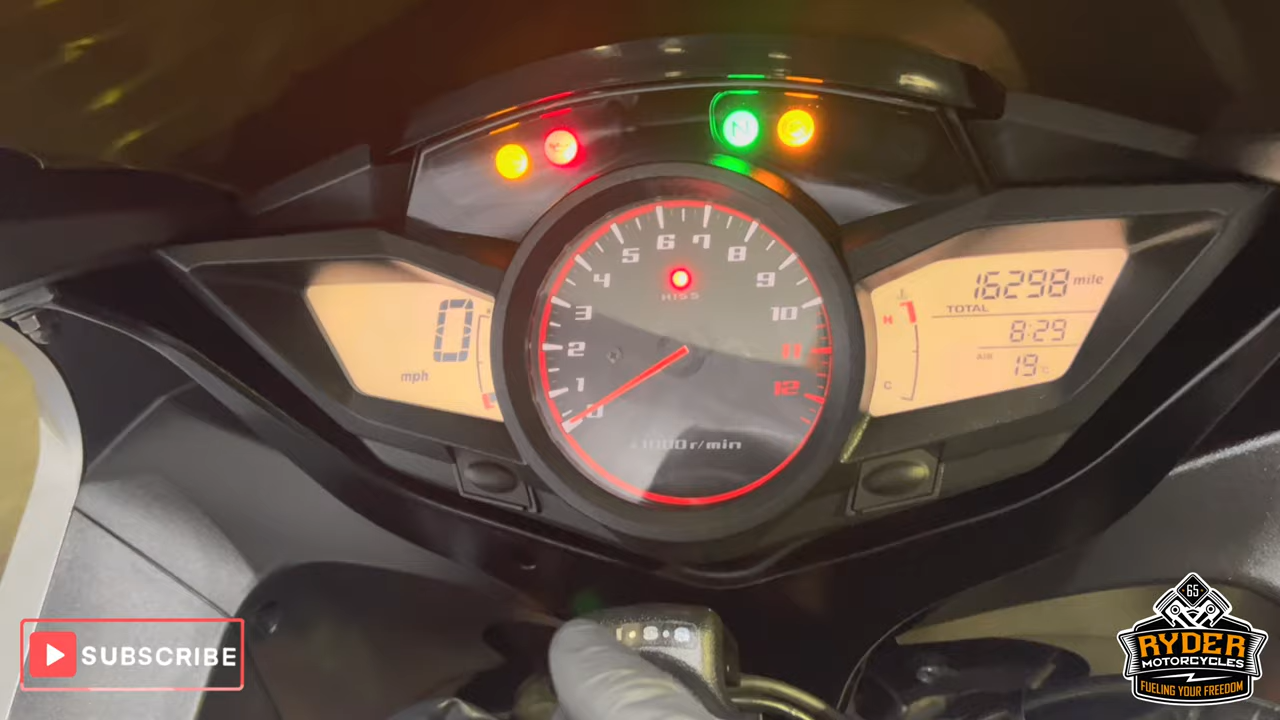 N
5 6 7 8
4 9
3 10
2 11
1 12
0
HISS
x1000r/min
0
mph
16298 mile
TOTAL
H
8:29
AIR
19 °C
C
SUBSCRIBE
65
RYDER
MOTORCYCLES
FUELING YOUR FREEDOM